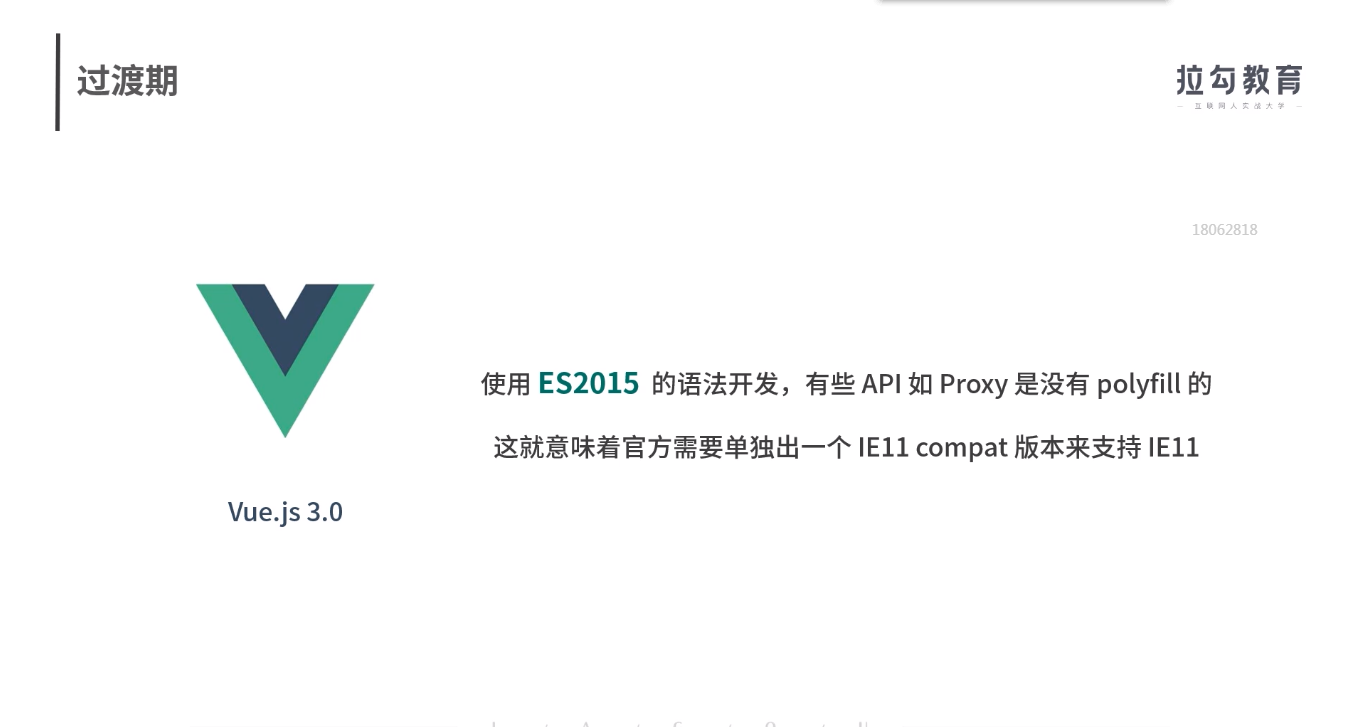 过渡期
拉勾教育
互联网人实战大学
18062818
使用 ES2015 的语法开发，有些 API 如 Proxy 是没有 polyfill 的
这就意味着官方需要单独出一个 IE11 compat 版本来支持 IE11
Vue.js 3.0